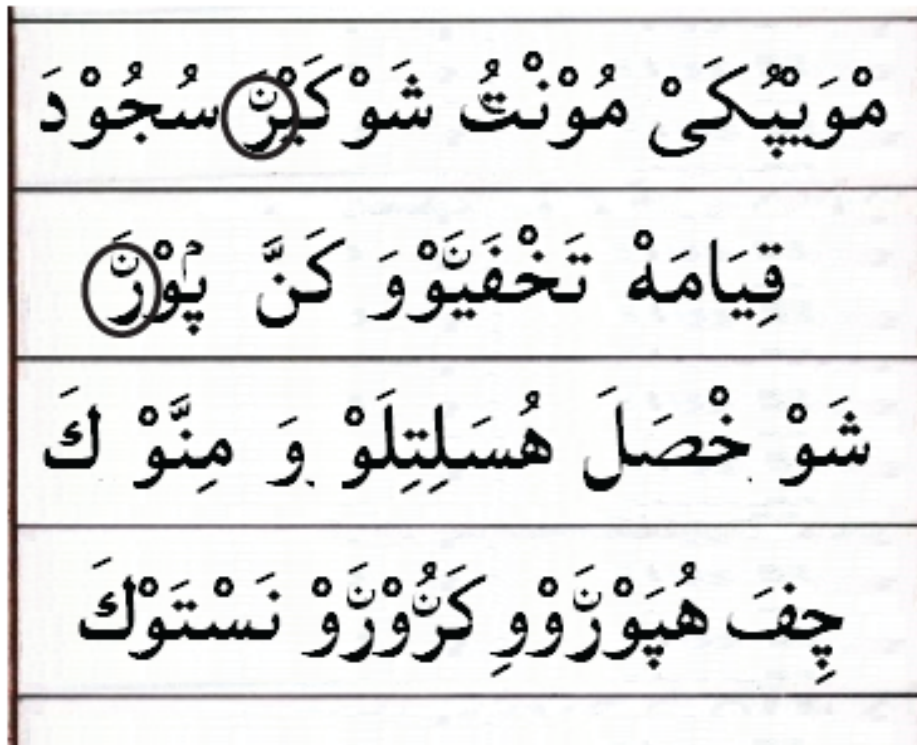 مْوَيْپُكَیْ مُوْنْتُ شَوْكَبْرَۨ سُجُوْدَ
قِيَامَهْ تَخْفَيَۨوْوَ كَنَّ پۢوْرَۨ
شَوْ خْصَلَ هُسَلِتِلَوْ وَ مِنَّوْ كَ
چِفَ هُپَوْرَۨوْوِ كَرُۨوْرَۨوْ نَسْتَوْكَ